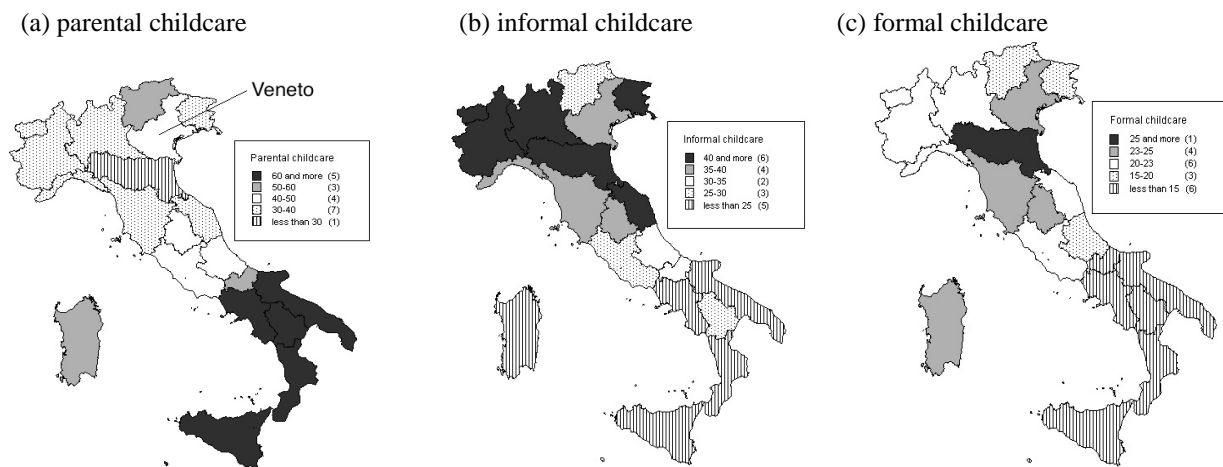 (a) parental childcare
(b) informal childcare
(c) formal childcare
Veneto
Parental childcare
60 and more (5)
50-60 (3)
40-50 (4)
30-40 (7)
less than 30 (1)
Informal childcare
40 and more (6)
35-40 (4)
30-35 (2)
25-30 (3)
less than 25 (5)
Formal childcare
25 and more (1)
23-25 (4)
20-23 (6)
15-20 (3)
less than 15 (6)